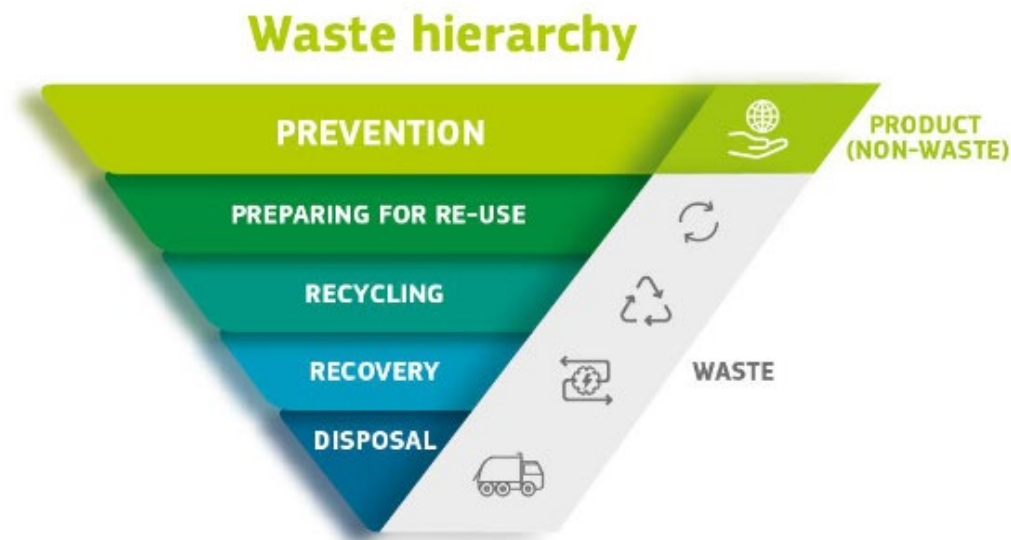 Waste hierarchy
PREVENTION
PRODUCT
(NON-WASTE)
PREPARING FOR RE-USE
RECYCLING
RECOVERY
WASTE
DISPOSAL